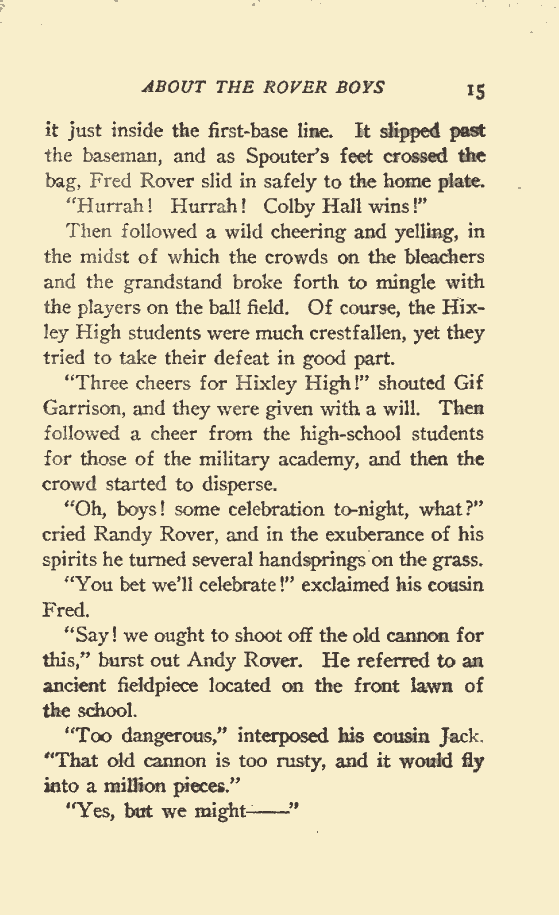 ABOUT THE ROVER BOYS 15
it just inside the first-base line. It slipped past
the baseman, and as Spouter's feet crossed the
bag, Fred Rover slid in safely to the home plate.
"Hurrah! Hurrah! Colby Hall wins!"
Then followed a wild cheering and yelling, in
the midst of which the crowds on the bleachers
and the grandstand broke forth to mingle with
the players on the ball field. Of course, the Hix-
ley High students were much crestfallen, yet they
tried to take their defeat in good part.
"Three cheers for Hixley High!" shouted Gif
Garrison, and they were given with a will. Then
followed a cheer from the high-school students
for those of the military academy, and then the
crowd started to disperse.
"Oh, boys! some celebration to-night, what?"
cried Randy Rover, and in the exuberance of his
spirits he turned several handsprings on the grass.
"You bet we'll celebrate!" exclaimed his cousin
Fred.
"Say! we ought to shoot off the old cannon for
this," burst out Andy Rover. He referred to an
ancient fieldpiece located on the front lawn of
the school.
"Too dangerous," interposed his cousin Jack.
"That old cannon is too rusty, and it would fly
into a million pieces."
"Yes, but we might——"